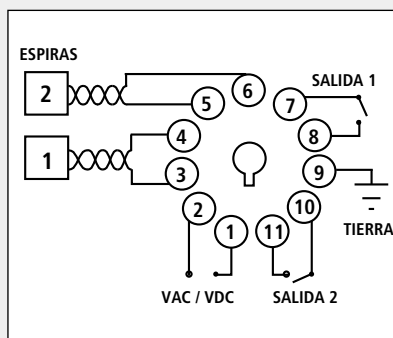 ESPIRAS
2
1
6
5
4
3
2
1
7
8
9
10
11
SALIDA 1
TIERRA
VAC / VDC
SALIDA 2